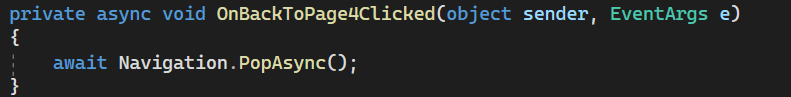 private async void OnBackToPage4Clicked(object sender, EventArgs e)
{
    await Navigation.PopAsync();
}